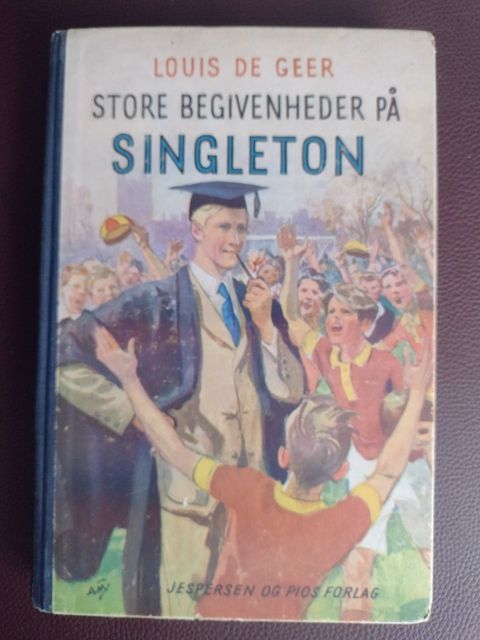 LOUIS DE GEER
STORE BEGIVENHEDER PÅ
SINGLETON
JESPERSEN OG PIOS FORLAG